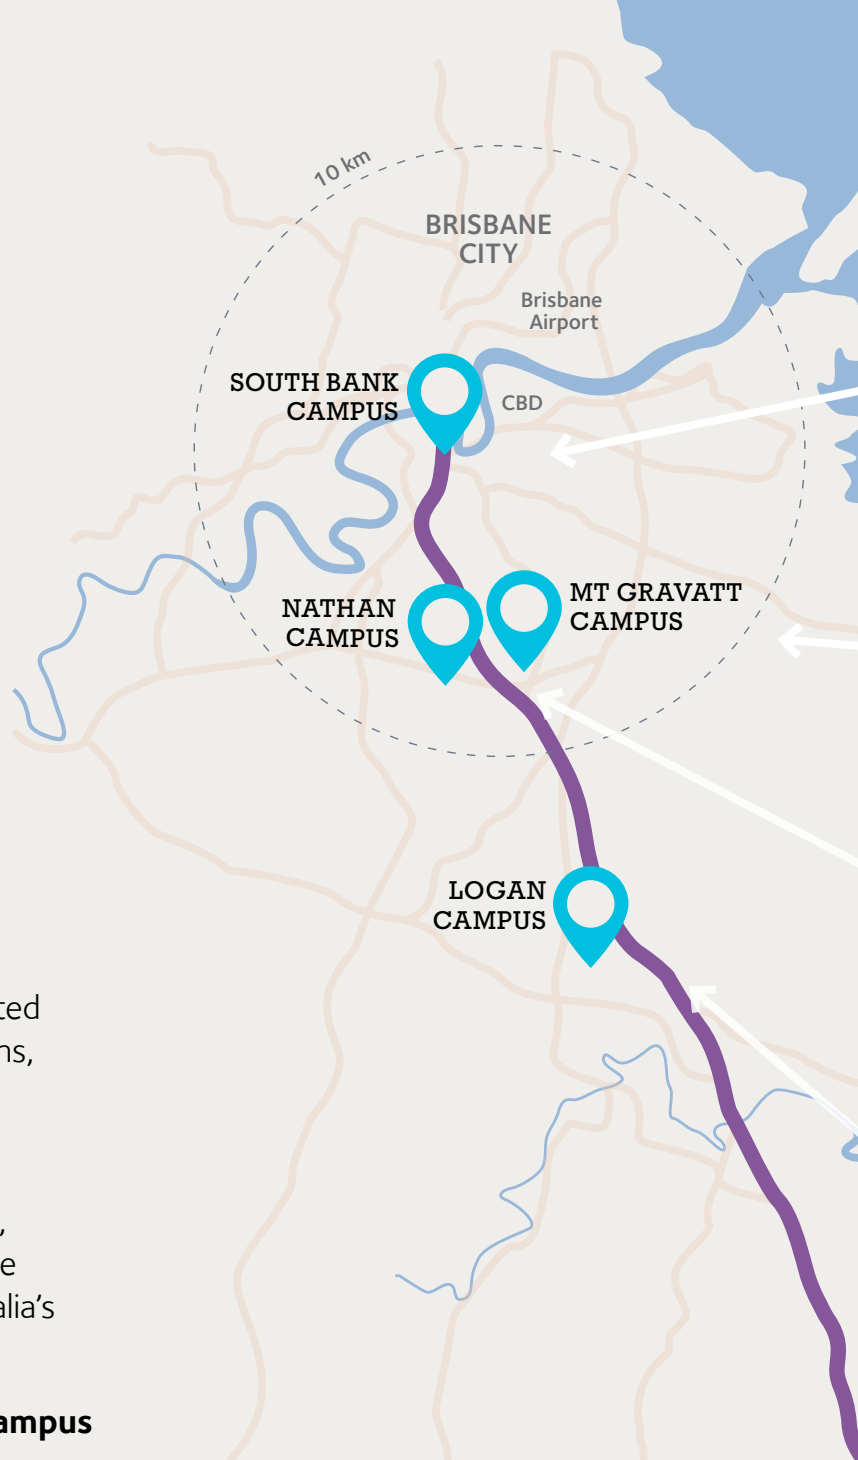 10 km
BRISBANE
CITY
Brisbane
Airport
SOUTH BANK
CAMPUS
CBD
MT GRAVATT
CAMPUS
NATHAN
CAMPUS
LOGAN
CAMPUS